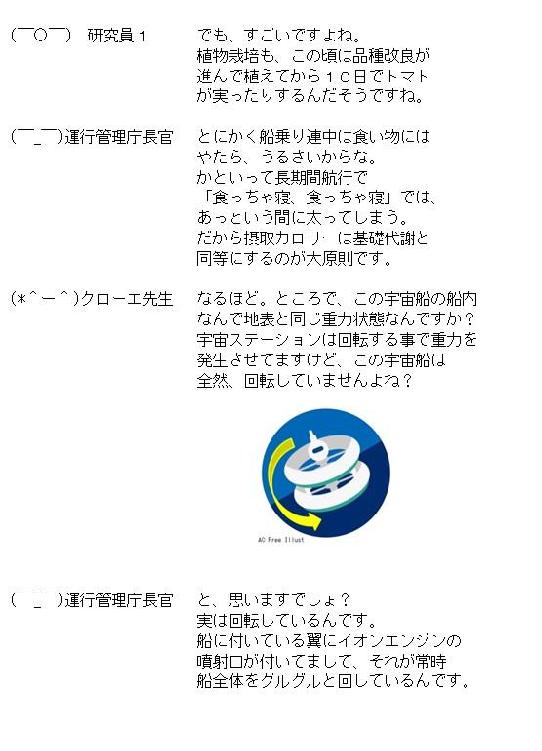 (￣○￣)　研究員１　でも、すごいですよね。
植物栽培も、この頃は品種改良が
進んで植えてから１０日でトマト
が実ったりするんだそうですね。
(￣_￣)運行管理庁長官　とにかく船乗り連中は食い物には
やたら、うるさいからな。
かといって長期間航行で
「食っちゃ寝、食っちゃ寝」では、
あっという間に太ってしまう。
だから摂取カロリーは基礎代謝と
同等にするのが大原則です。
(*＾ー＾)クローエ先生　なるほど。ところで、この宇宙船の船内
なんで地表と同じ重力状態なんですか？
宇宙ステーションは回転する事で重力を
発生させてますけど、この宇宙船は
全然、回転していませんよね？
AC Free Illust
(　_　)運行管理庁長官　と、思いますでしょ？
実は回転しているんです。
船に付いている翼にイオンエンジンの
噴射口が付いてまして、それが常時
船全体をグルグルと回しているんです。